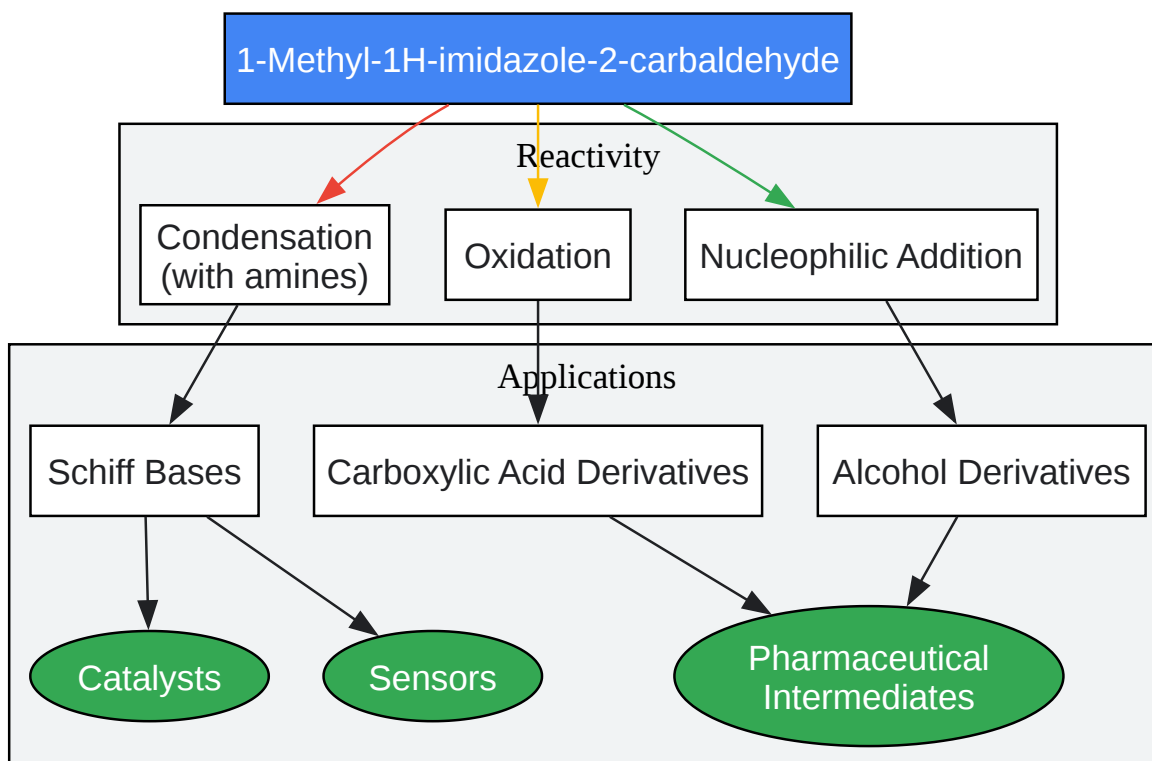 1-Methyl-1H-imidazole-2-carbaldehyde
Reactivity
Condensation
(with amines)
Oxidation
Nucleophilic Addition
Applications
Schiff Bases
Carboxylic Acid Derivatives
Alcohol Derivatives
Catalysts
Sensors
Pharmaceutical
Intermediates